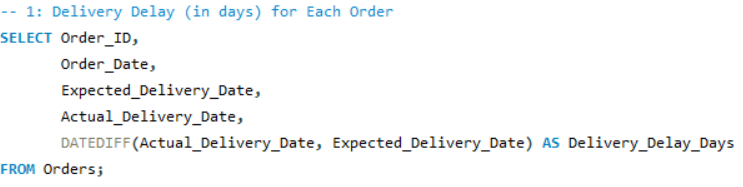 -- 1: Delivery Delay (in days) for Each Order
SELECT Order_ID,
Order_Date,
Expected_Delivery_Date,
Actual_Delivery_Date,
DATEDIFF(Actual_Delivery_Date, Expected_Delivery_Date) AS Delivery_Delay_Days
FROM Orders;